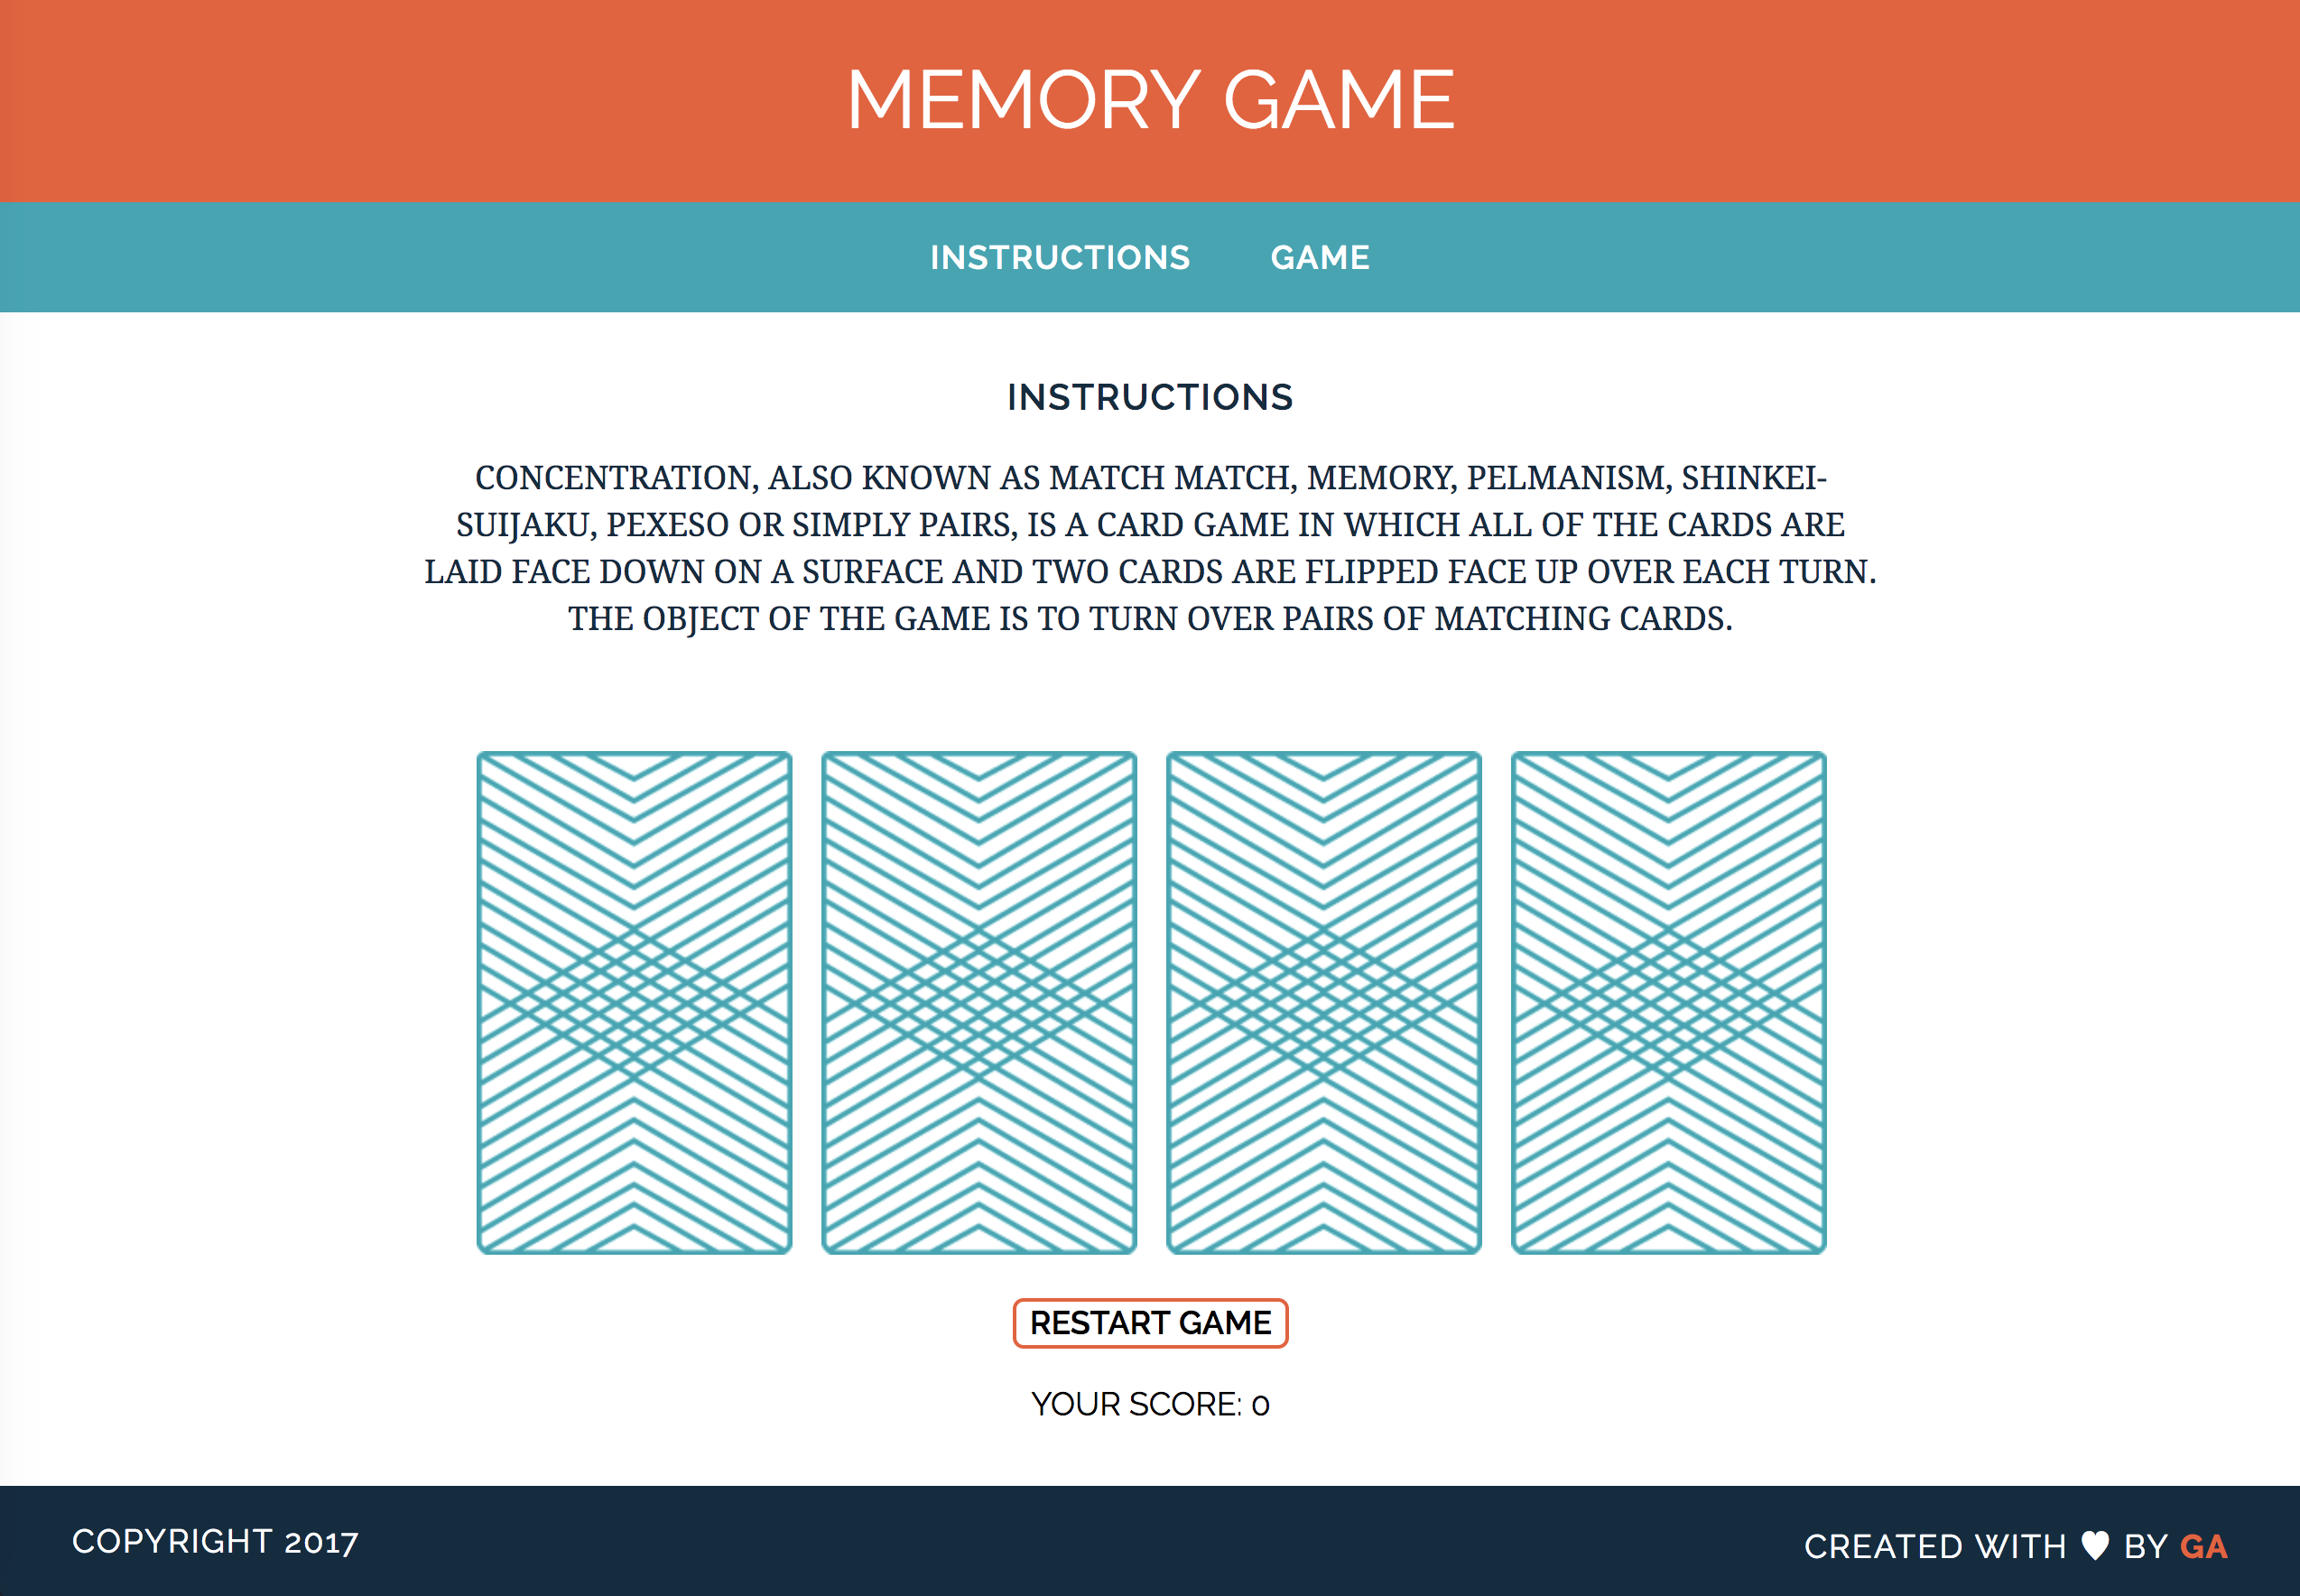 MEMORY GAME
INSTRUCTIONS GAME
INSTRUCTIONS
CONCENTRATION, ALSO KNOWN AS MATCH MATCH, MEMORY, PELMANISM, SHINKEI-
SUIJAKU, PEXESO OR SIMPLY PAIRS, IS A CARD GAME IN WHICH ALL OF THE CARDS ARE
LAID FACE DOWN ON A SURFACE AND TWO CARDS ARE FLIPPED FACE UP OVER EACH TURN.
THE OBJECT OF THE GAME IS TO TURN OVER PAIRS OF MATCHING CARDS.
RESTART GAME
YOUR SCORE: 0
COPYRIGHT 2017
CREATED WITH ♥ BY GA